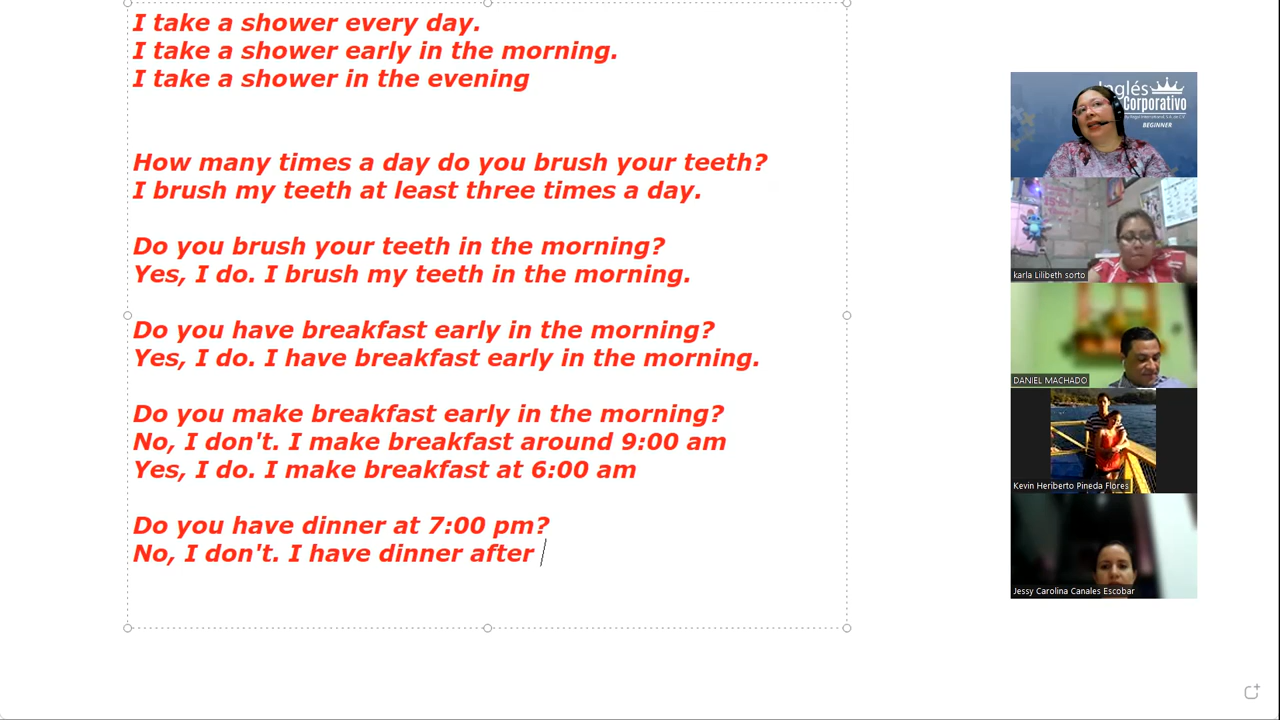 I take a shower every day.
I take a shower early in the morning.
I take a shower in the evening
How many times a day do you brush your teeth?
I brush my teeth at least three times a day.
Do you brush your teeth in the morning?
Yes, I do. I brush my teeth in the morning.
Do you have breakfast early in the morning?
Yes, I do. I have breakfast early in the morning.
Do you make breakfast early in the morning?
No, I don't. I make breakfast around 9:00 am
Yes, I do. I make breakfast at 6:00 am
Do you have dinner at 7:00 pm?
No, I don't. I have dinner after
Inglés
Corporativo
BEGINNER
karla Lilibeth sorto
DANIEL MACHADO
Kevin Heriberto Pineda Flores
Jessy Carolina Canales Escobar